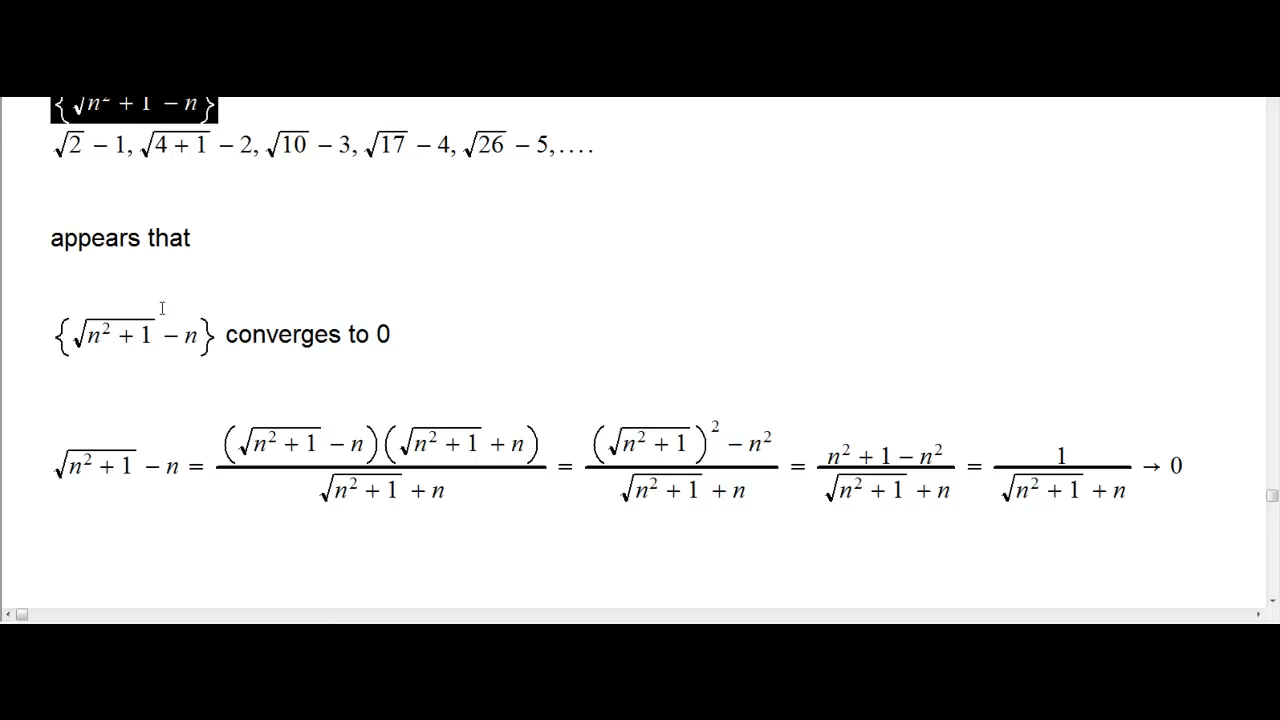 {√n² + 1 − n}
√2 − 1, √4 + 1 − 2, √10 − 3, √17 − 4, √26 − 5,….
appears that
{√n² + 1 − n} converges to 0
√n² + 1 − n = (√n² + 1 − n)(√n² + 1 + n) / √n² + 1 + n = (√n² + 1)² − n² / √n² + 1 + n = n² + 1 − n² / √n² + 1 + n = 1 / √n² + 1 + n → 0